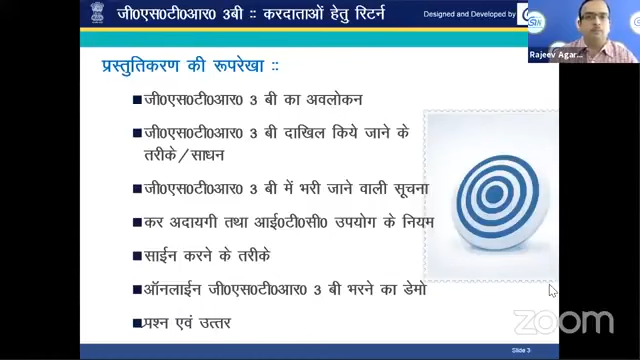 जी0एस0टी0आर0 3बी :: करदाताओं हेतु रिटर्न
Designed and Developed by
GSTN
Rajeev Agar...
प्रस्तुतिकरण की रूपरेखा ::
जी0एस0टी0आर0 3 बी का अवलोकन
जी0एस0टी0आर0 3 बी दाखिल किये जाने के
तरीके/साधन
जी0एस0टी0आर0 3 बी में भरी जाने वाली सूचना
कर अदायगी तथा आई0टी0सी0 उपयोग के नियम
साईन करने के तरीके
ऑनलाईन जी0एस0टी0आर0 3 बी भरने का डेमो
प्रश्न एवं उत्तर
zoom
Slide 3